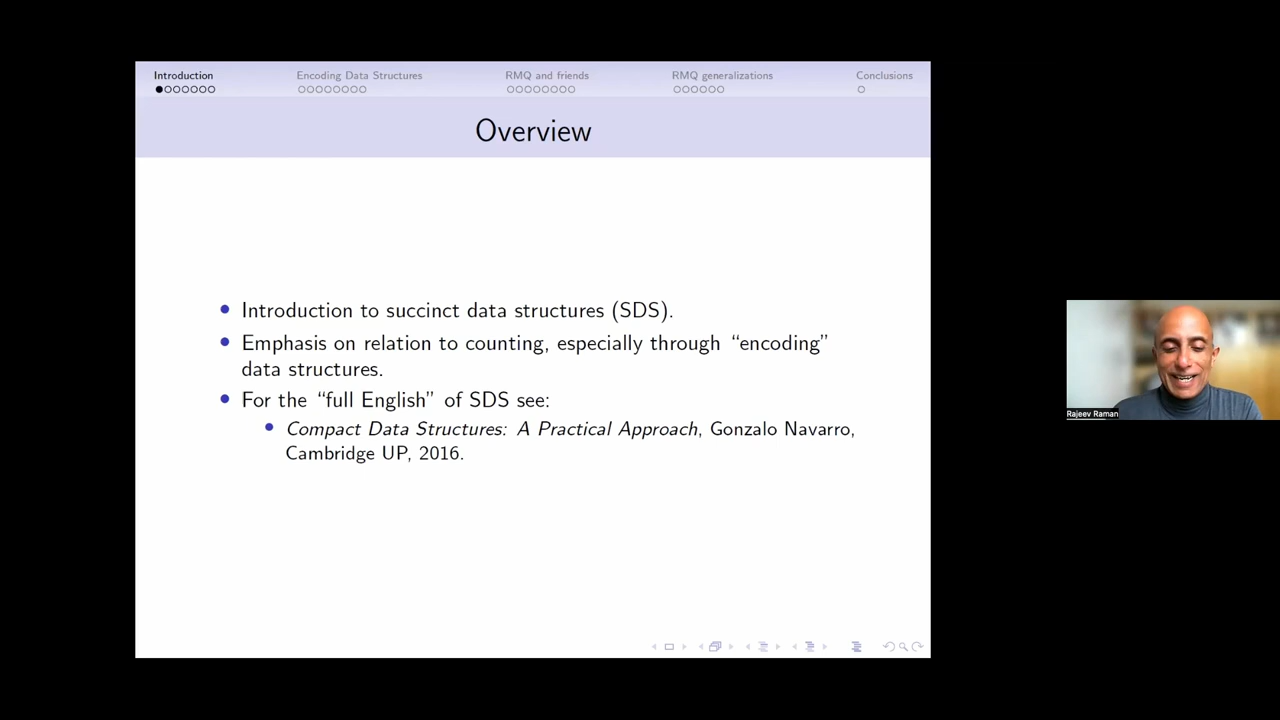 Introduction Encoding Data Structures RMQ and friends RMQ generalizations Conclusions
Overview
Introduction to succinct data structures (SDS).
Emphasis on relation to counting, especially through “encoding”
data structures.
For the “full English” of SDS see:
Compact Data Structures: A Practical Approach, Gonzalo Navarro,
Cambridge UP, 2016.
Rajeev Raman